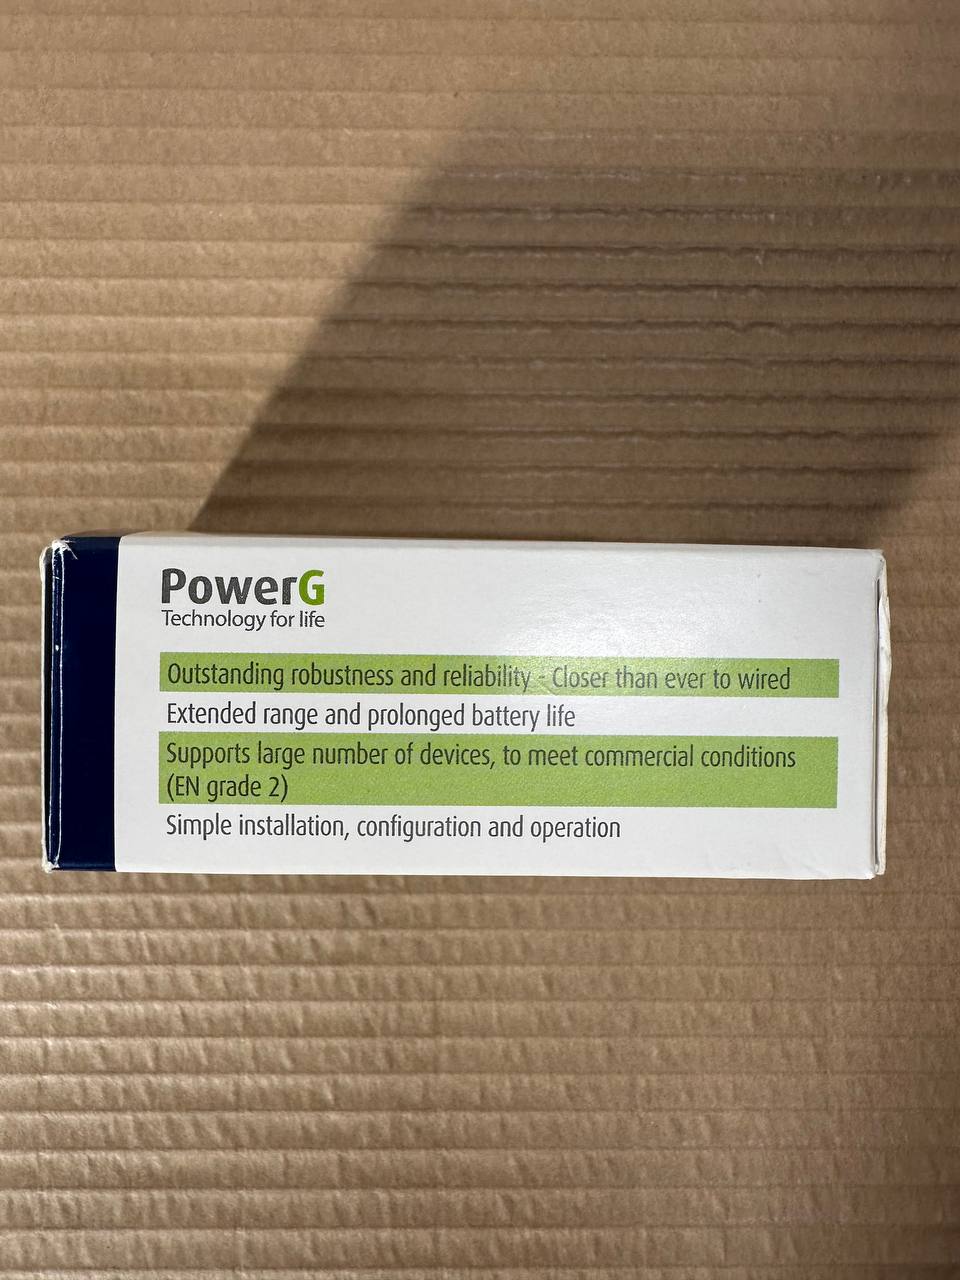 PowerG
Technology for life
Outstanding robustness and reliability - Closer than ever to wired
Extended range and prolonged battery life
Supports large number of devices, to meet commercial conditions
(EN grade 2)
Simple installation, configuration and operation